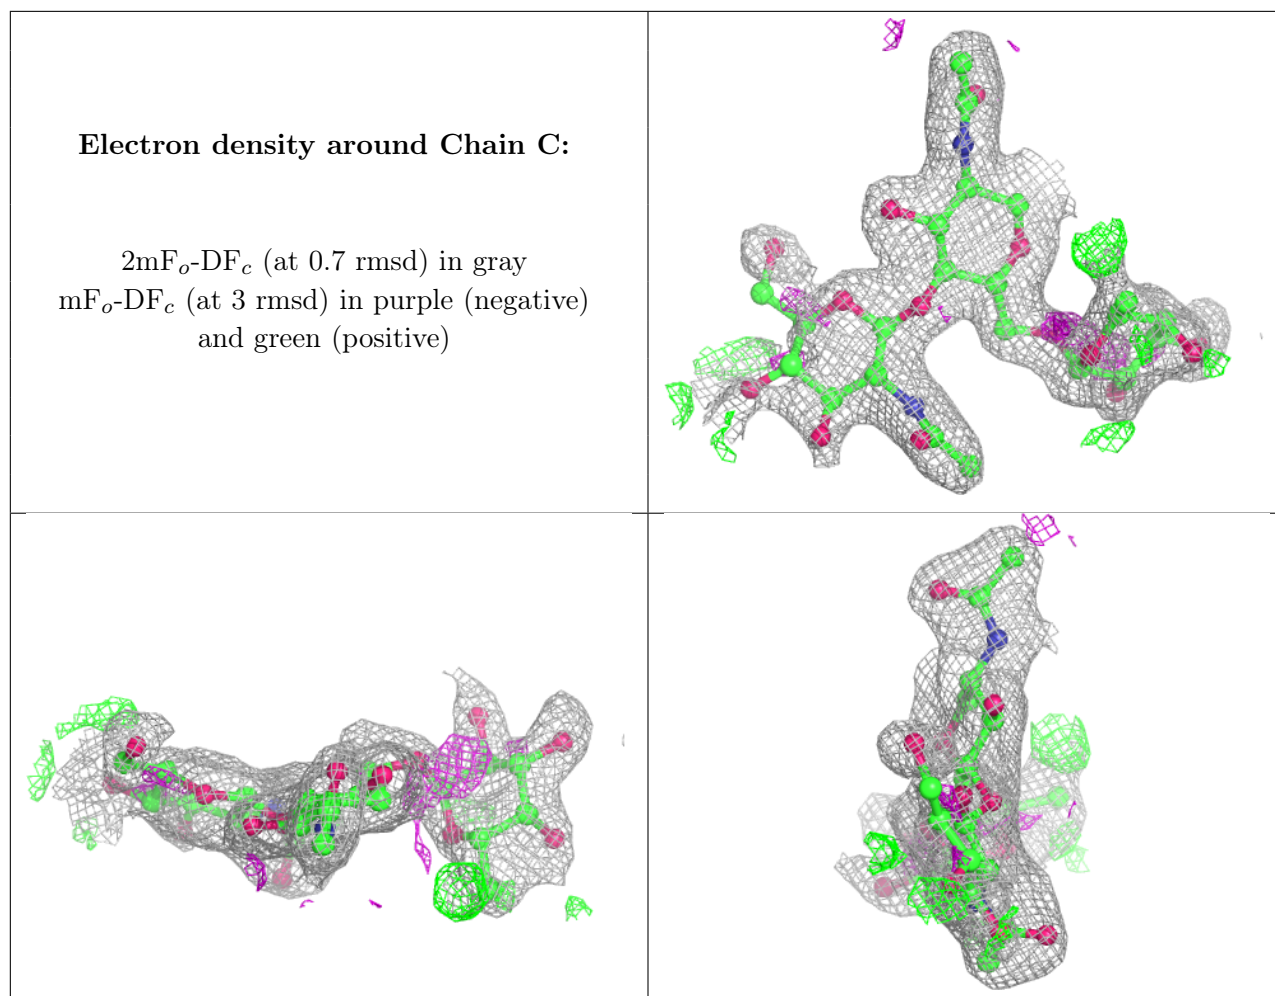 Electron density around Chain C:
2mFₒ-DF𝒸 (at 0.7 rmsd) in gray
mFₒ-DF𝒸 (at 3 rmsd) in purple (negative)
and green (positive)